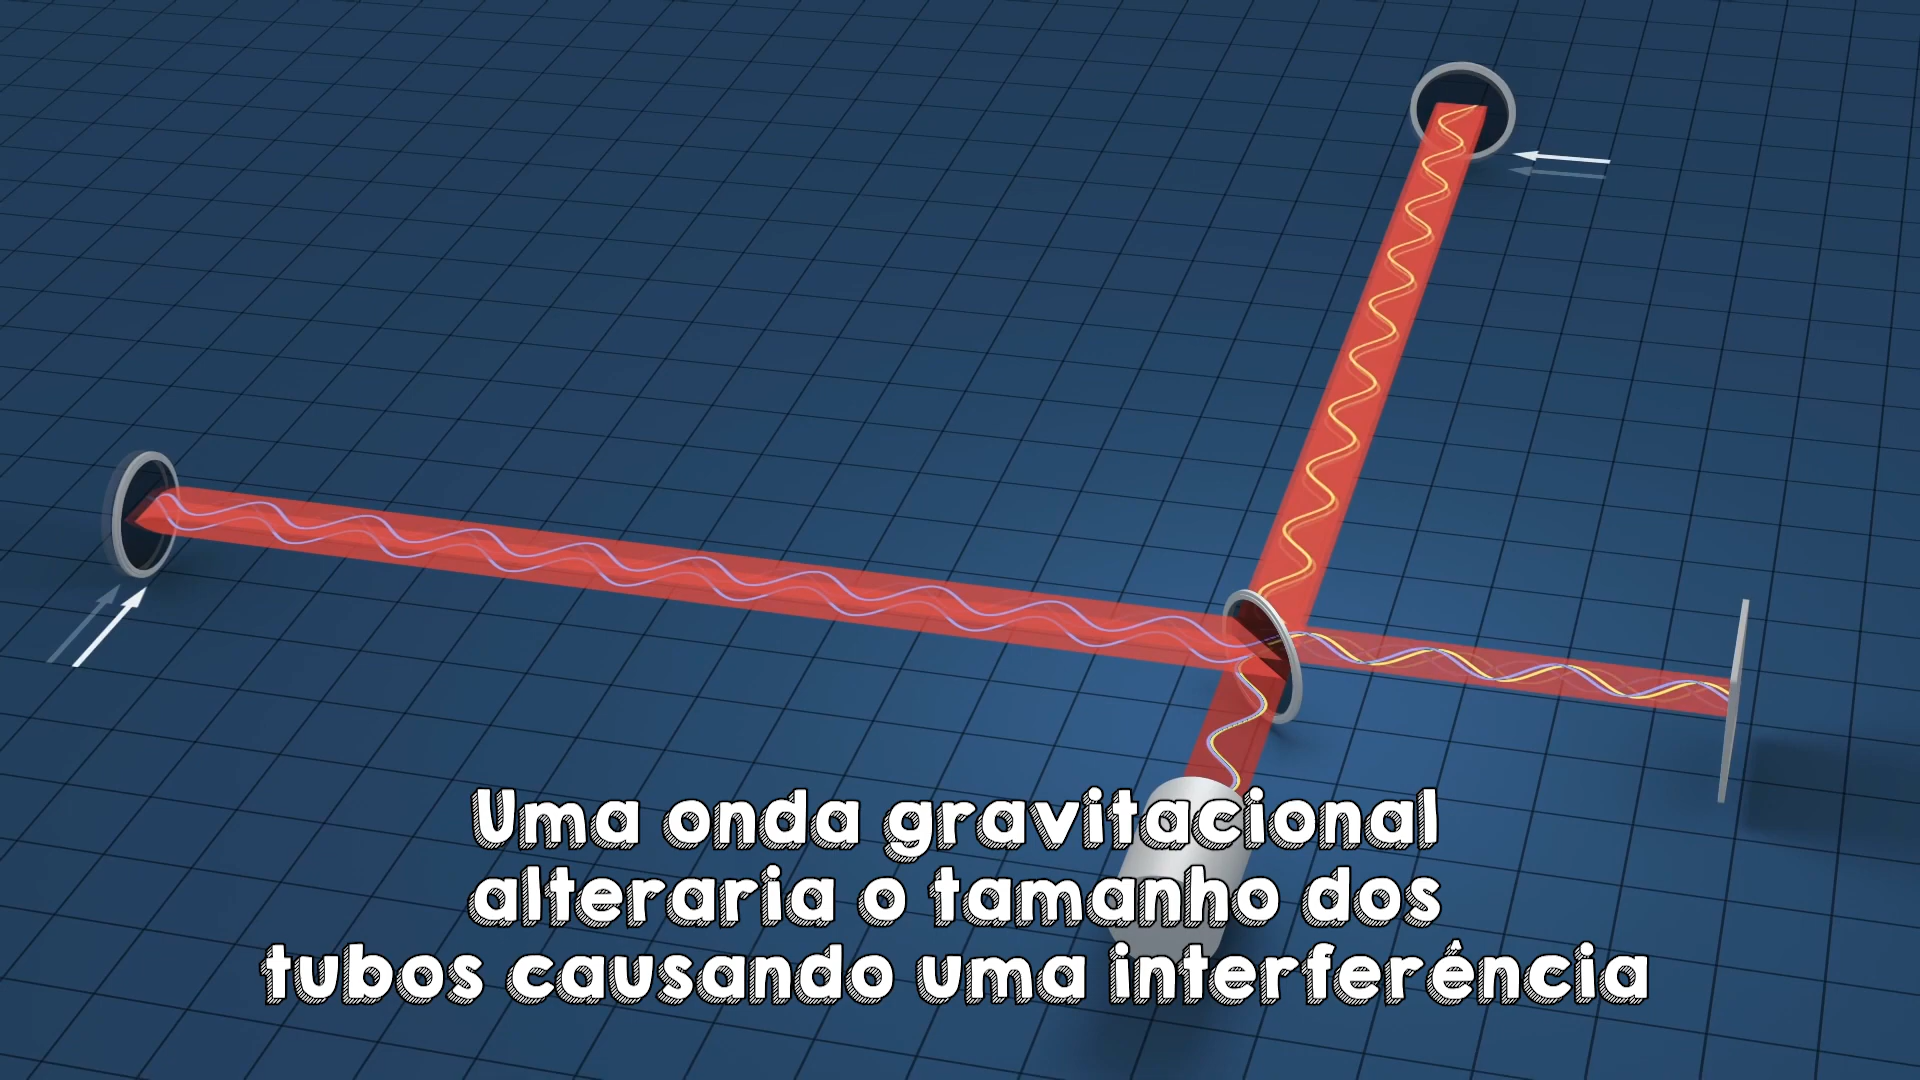 Uma onda gravitacional
alteraria o tamanho dos
tubos causando uma interferência